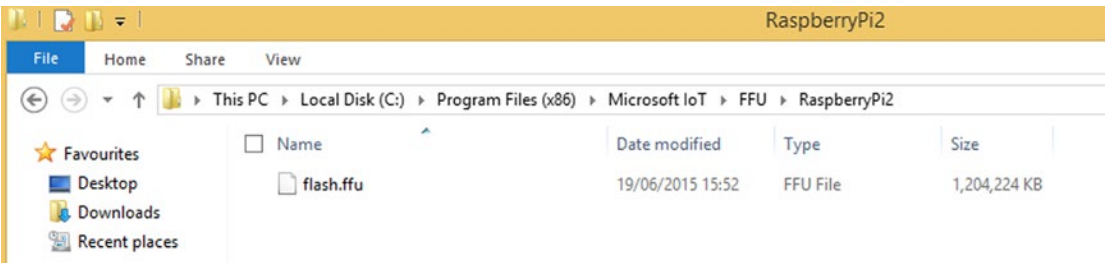 RaspberryPi2
File Home Share View
This PC Local Disk (C:) Program Files (x86) Microsoft IoT FFU RaspberryPi2
Favourites
Desktop
Downloads
Recent places
Name Date modified Type Size
flash.ffu 19/06/2015 15:52 FFU File 1,204,224 KB